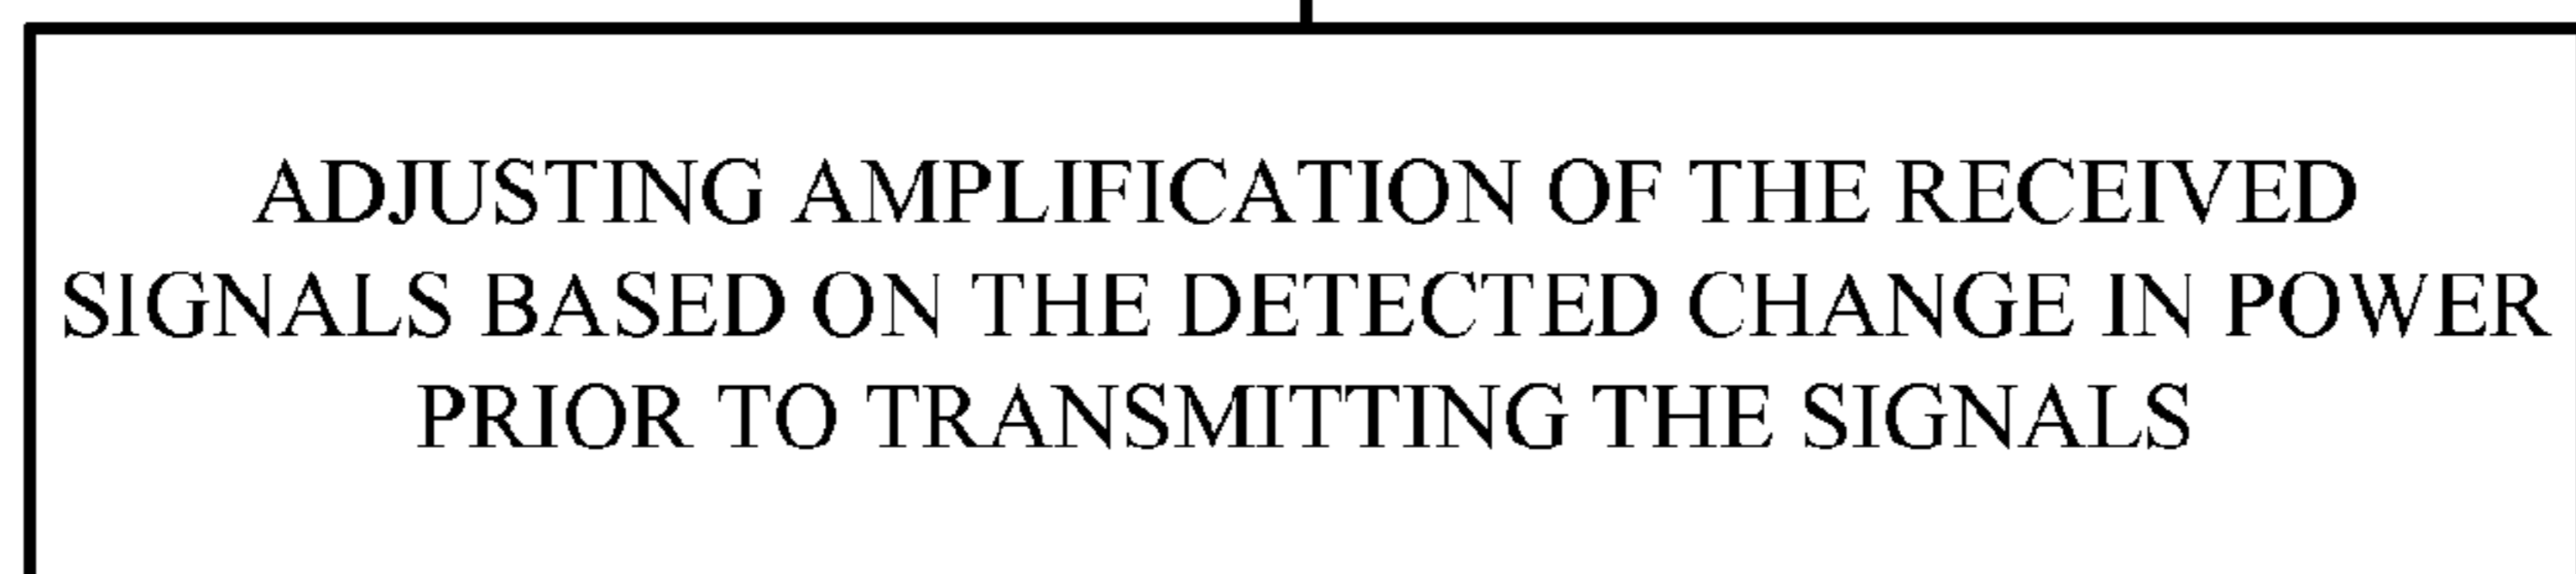 ADJUSTING AMPLIFICATION OF THE RECEIVED
SIGNALS BASED ON THE DETECTED CHANGE IN POWER
PRIOR TO TRANSMITTING THE SIGNALS